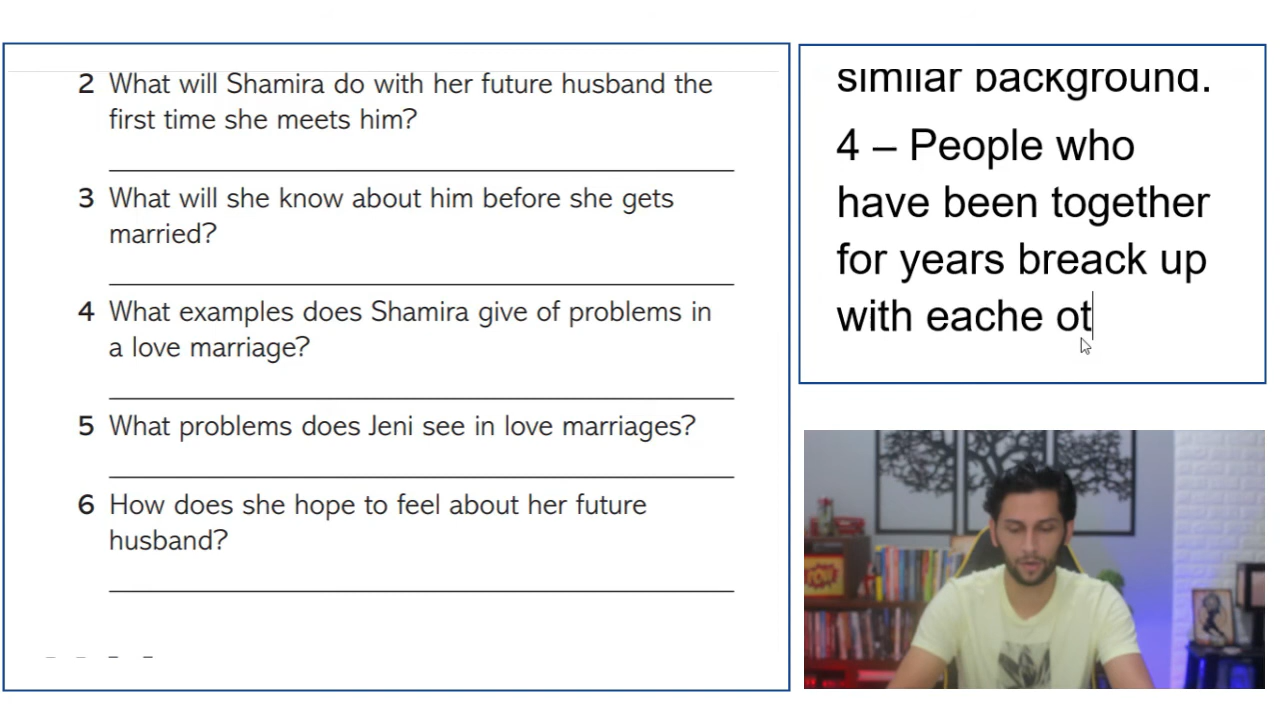 2 What will Shamira do with her future husband the
first time she meets him?
3 What will she know about him before she gets
married?
4 What examples does Shamira give of problems in
a love marriage?
5 What problems does Jeni see in love marriages?
6 How does she hope to feel about her future
husband?
similar background.
4 – People who
have been together
for years breack up
with eache ot